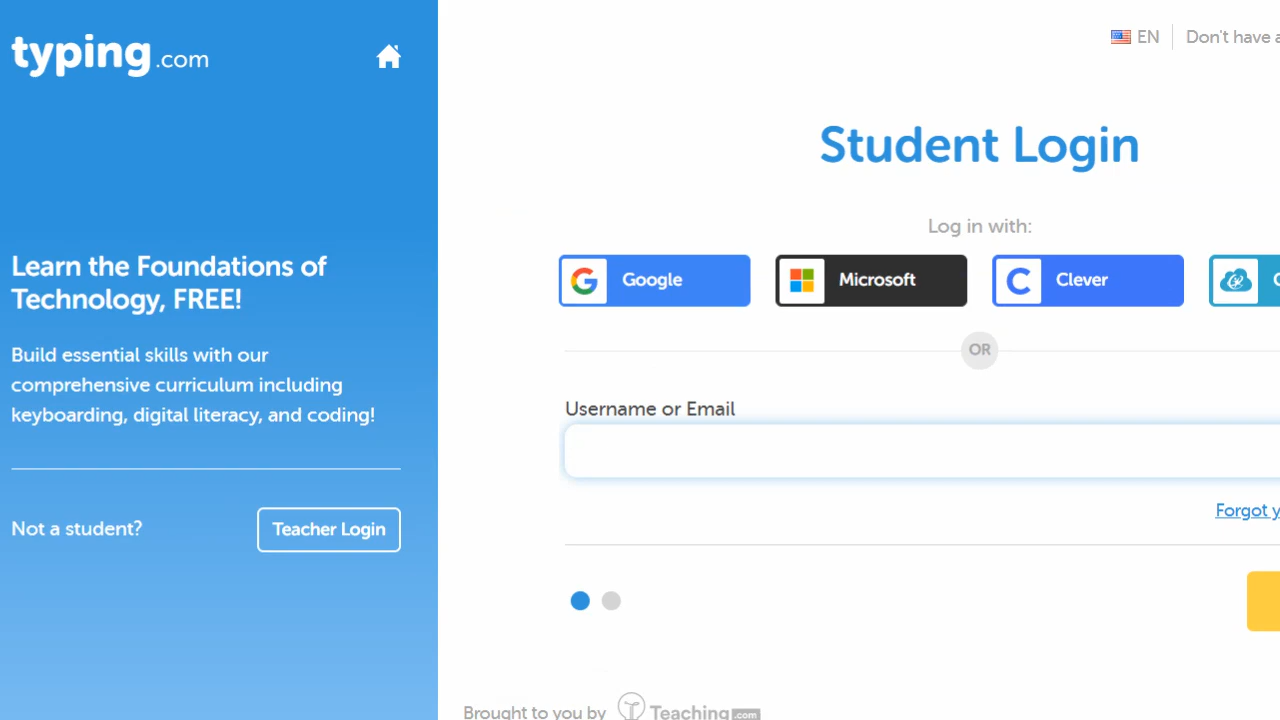 typing.com
EN
Don't have a
Student Login
Log in with:
Google
Microsoft
Clever
OR
Learn the Foundations of
Technology, FREE!
Build essential skills with our
comprehensive curriculum including
keyboarding, digital literacy, and coding!
Username or Email
Forgot y
Not a student?
Teacher Login
Brought to you by Teaching.com